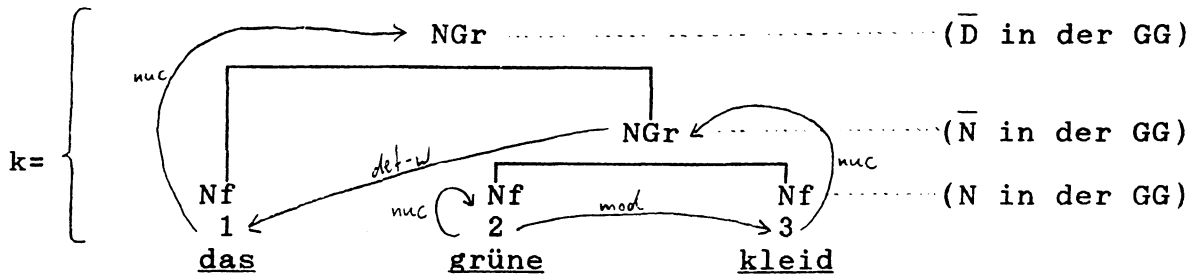 NGr (D̅ in der GG)
nuc
NGr (N̅ in der GG)
k= det-w nuc
Nf Nf Nf (N in der GG)
nuc mod
1 2 3
das grüne kleid